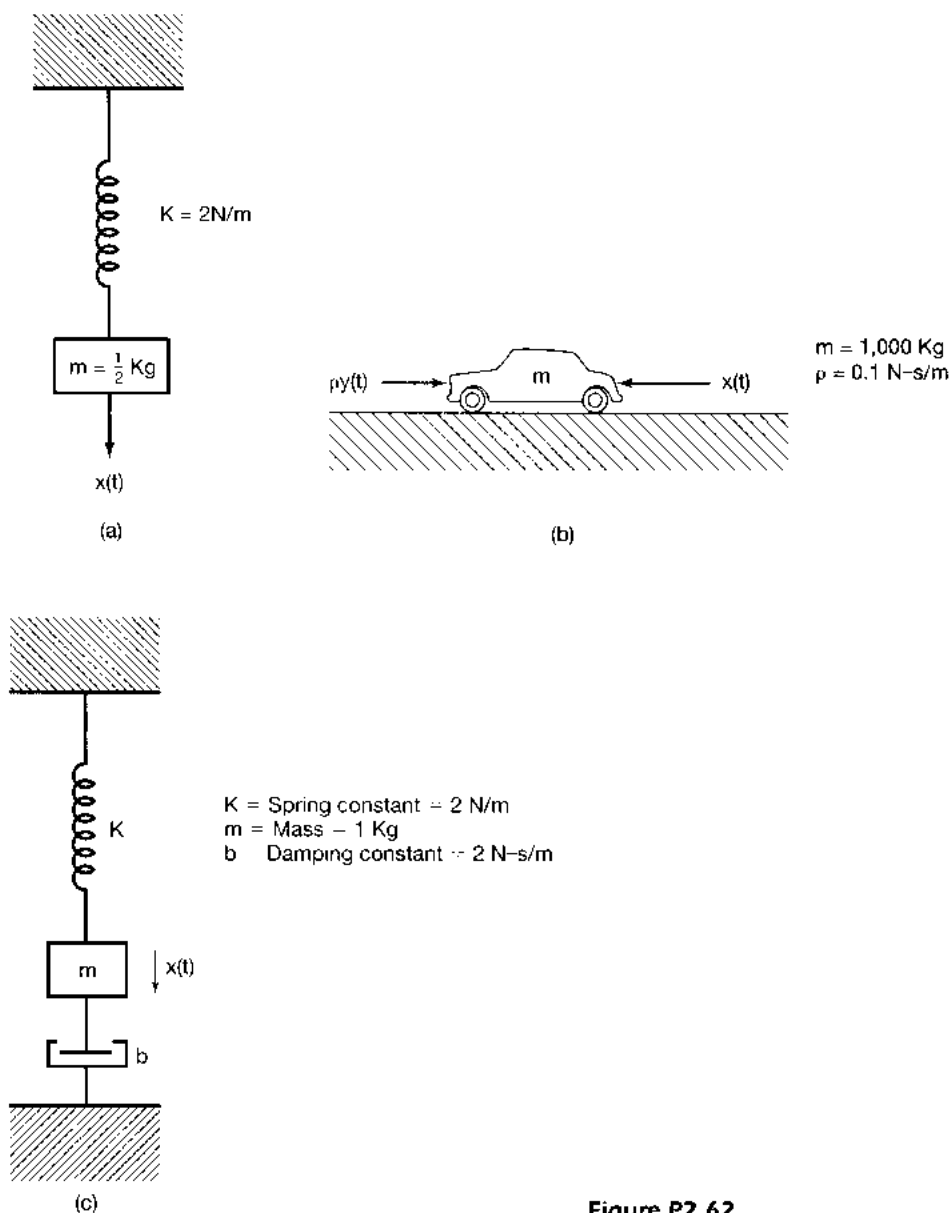 K = 2N/m
m = 1/2 Kg
x(t)
(a)
ρy(t)
m
x(t)
m = 1,000 Kg
ρ = 0.1 N–s/m
(b)
K
K = Spring constant = 2 N/m
m = Mass – 1 Kg
b Damping constant = 2 N–s/m
m
x(t)
b
(c)
Figure P2.62